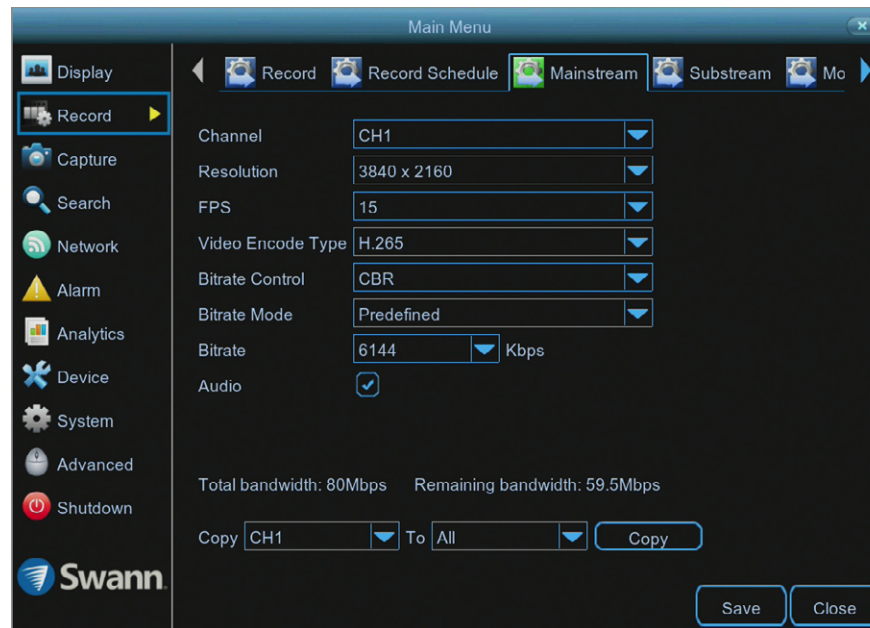 Main Menu
Display
Record
Capture
Search
Network
Alarm
Analytics
Device
System
Advanced
Shutdown
Swann
Record Record Schedule Mainstream Substream Mo
Channel CH1
Resolution 3840 x 2160
FPS 15
Video Encode Type H.265
Bitrate Control CBR
Bitrate Mode Predefined
Bitrate 6144 Kbps
Audio
Total bandwidth: 80Mbps Remaining bandwidth: 59.5Mbps
Copy CH1 To All Copy
Save Close